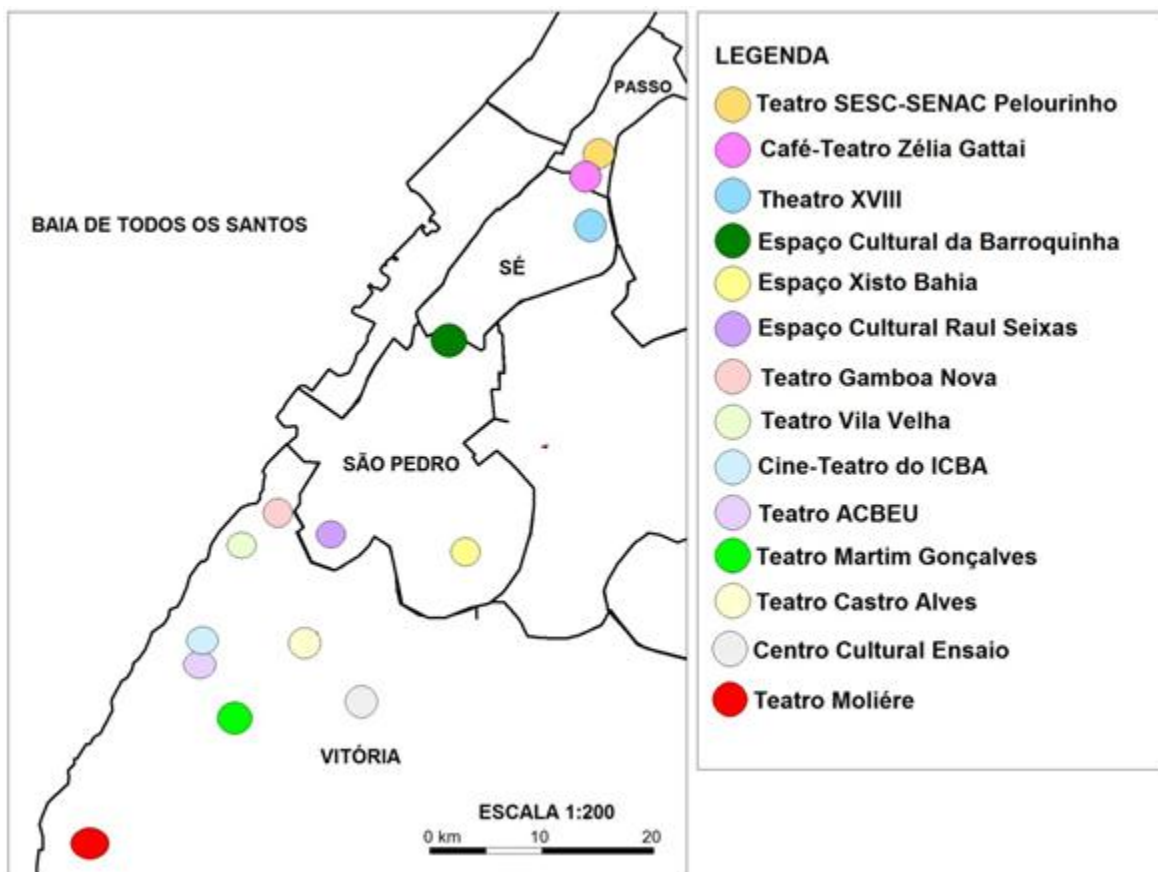 PASSO
BAIA DE TODOS OS SANTOS
SÉ
SÃO PEDRO
VITÓRIA
ESCALA 1:200
0 km 10 20
LEGENDA
Teatro SESC-SENAC Pelourinho
Café-Teatro Zélia Gattai
Theatro XVIII
Espaço Cultural da Barroquinha
Espaço Xisto Bahia
Espaço Cultural Raul Seixas
Teatro Gamboa Nova
Teatro Vila Velha
Cine-Teatro do ICBA
Teatro ACBEU
Teatro Martim Gonçalves
Teatro Castro Alves
Centro Cultural Ensaio
Teatro Moliére